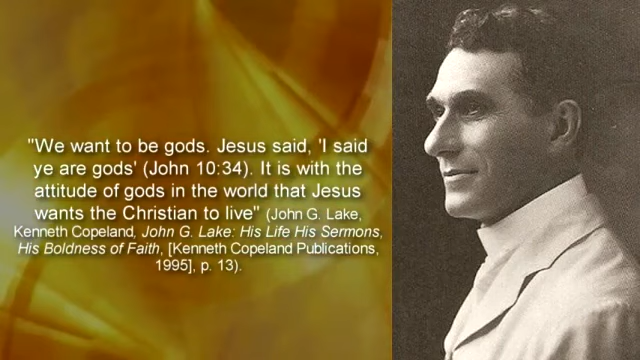 "We want to be gods. Jesus said, 'I said
ye are gods' (John 10:34). It is with the
attitude of gods in the world that Jesus
wants the Christian to live" (John G. Lake,
Kenneth Copeland, John G. Lake: His Life His Sermons,
His Boldness of Faith, [Kenneth Copeland Publications,
1995], p. 13).